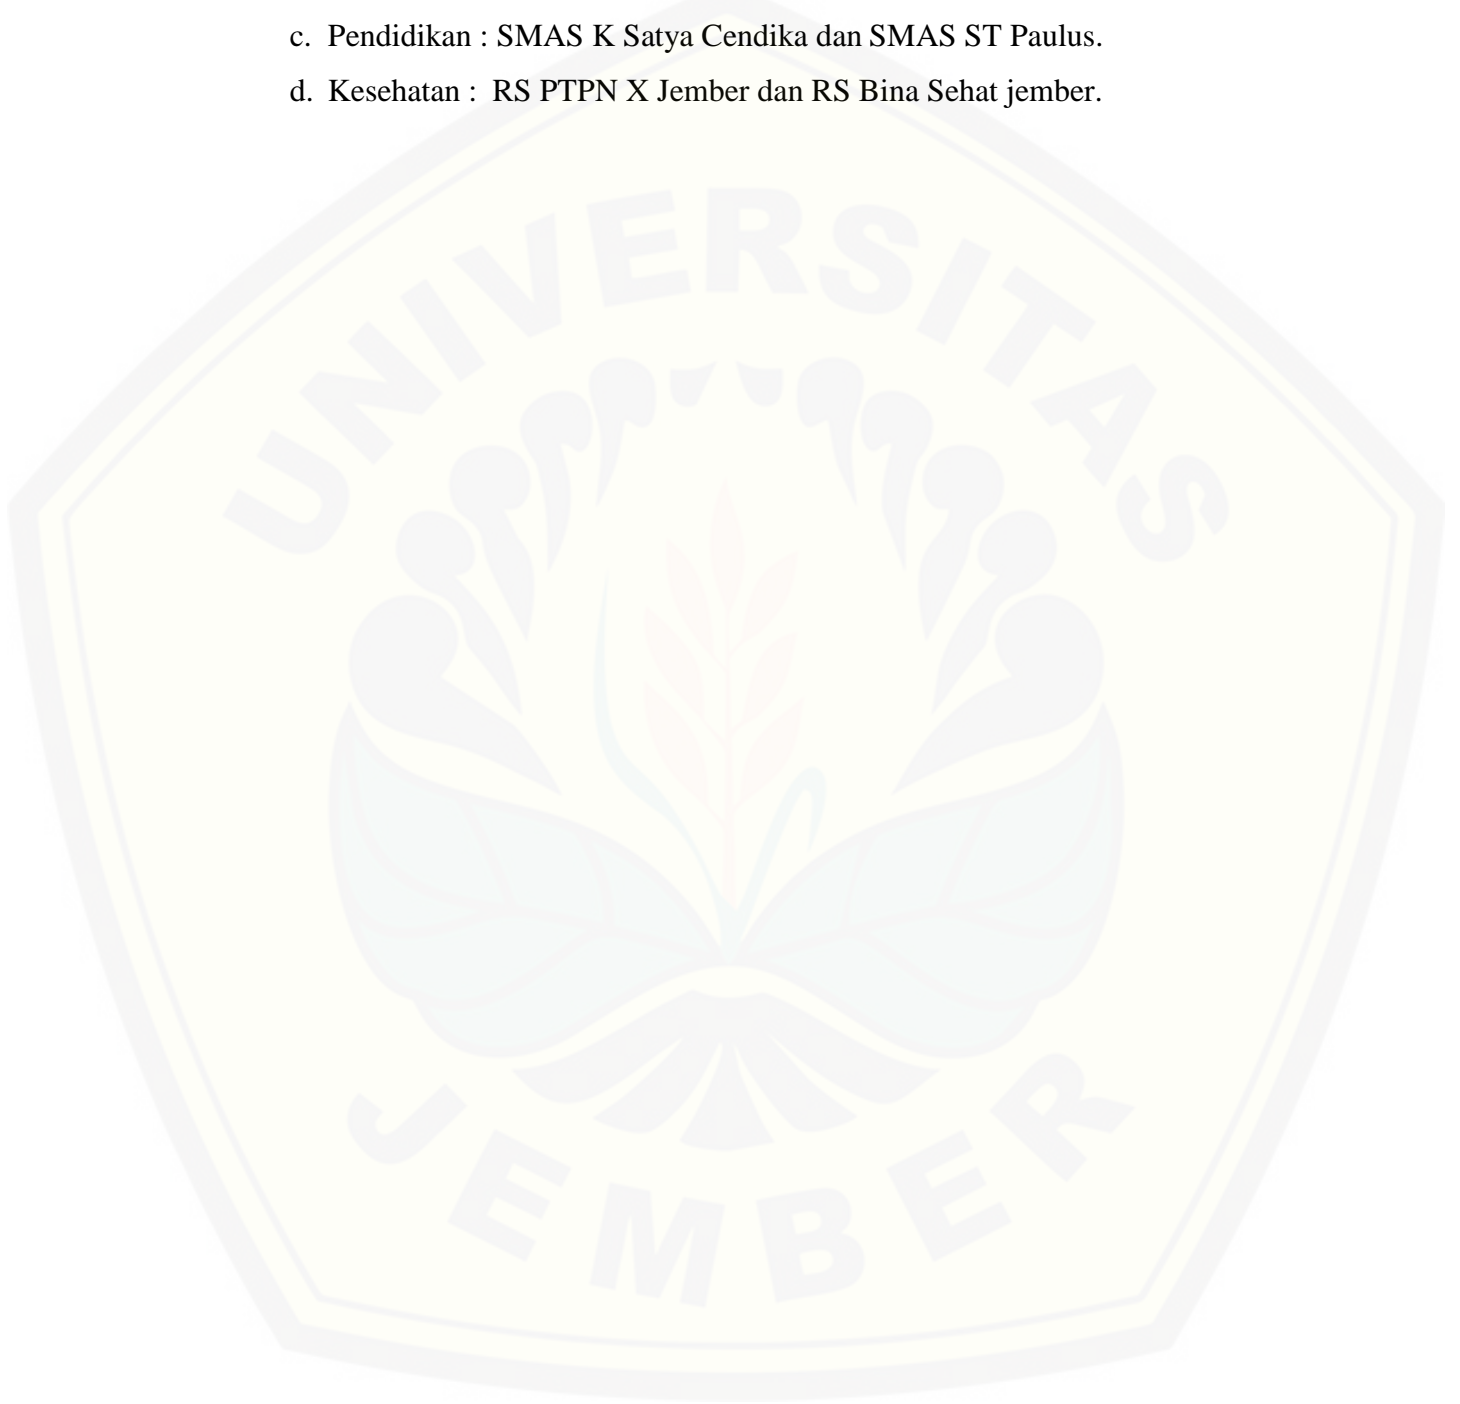 c. Pendidikan : SMAS K Satya Cendika dan SMAS ST Paulus.
d. Kesehatan : RS PTPN X Jember dan RS Bina Sehat jember.
UNIVERSITAS
JEMBER